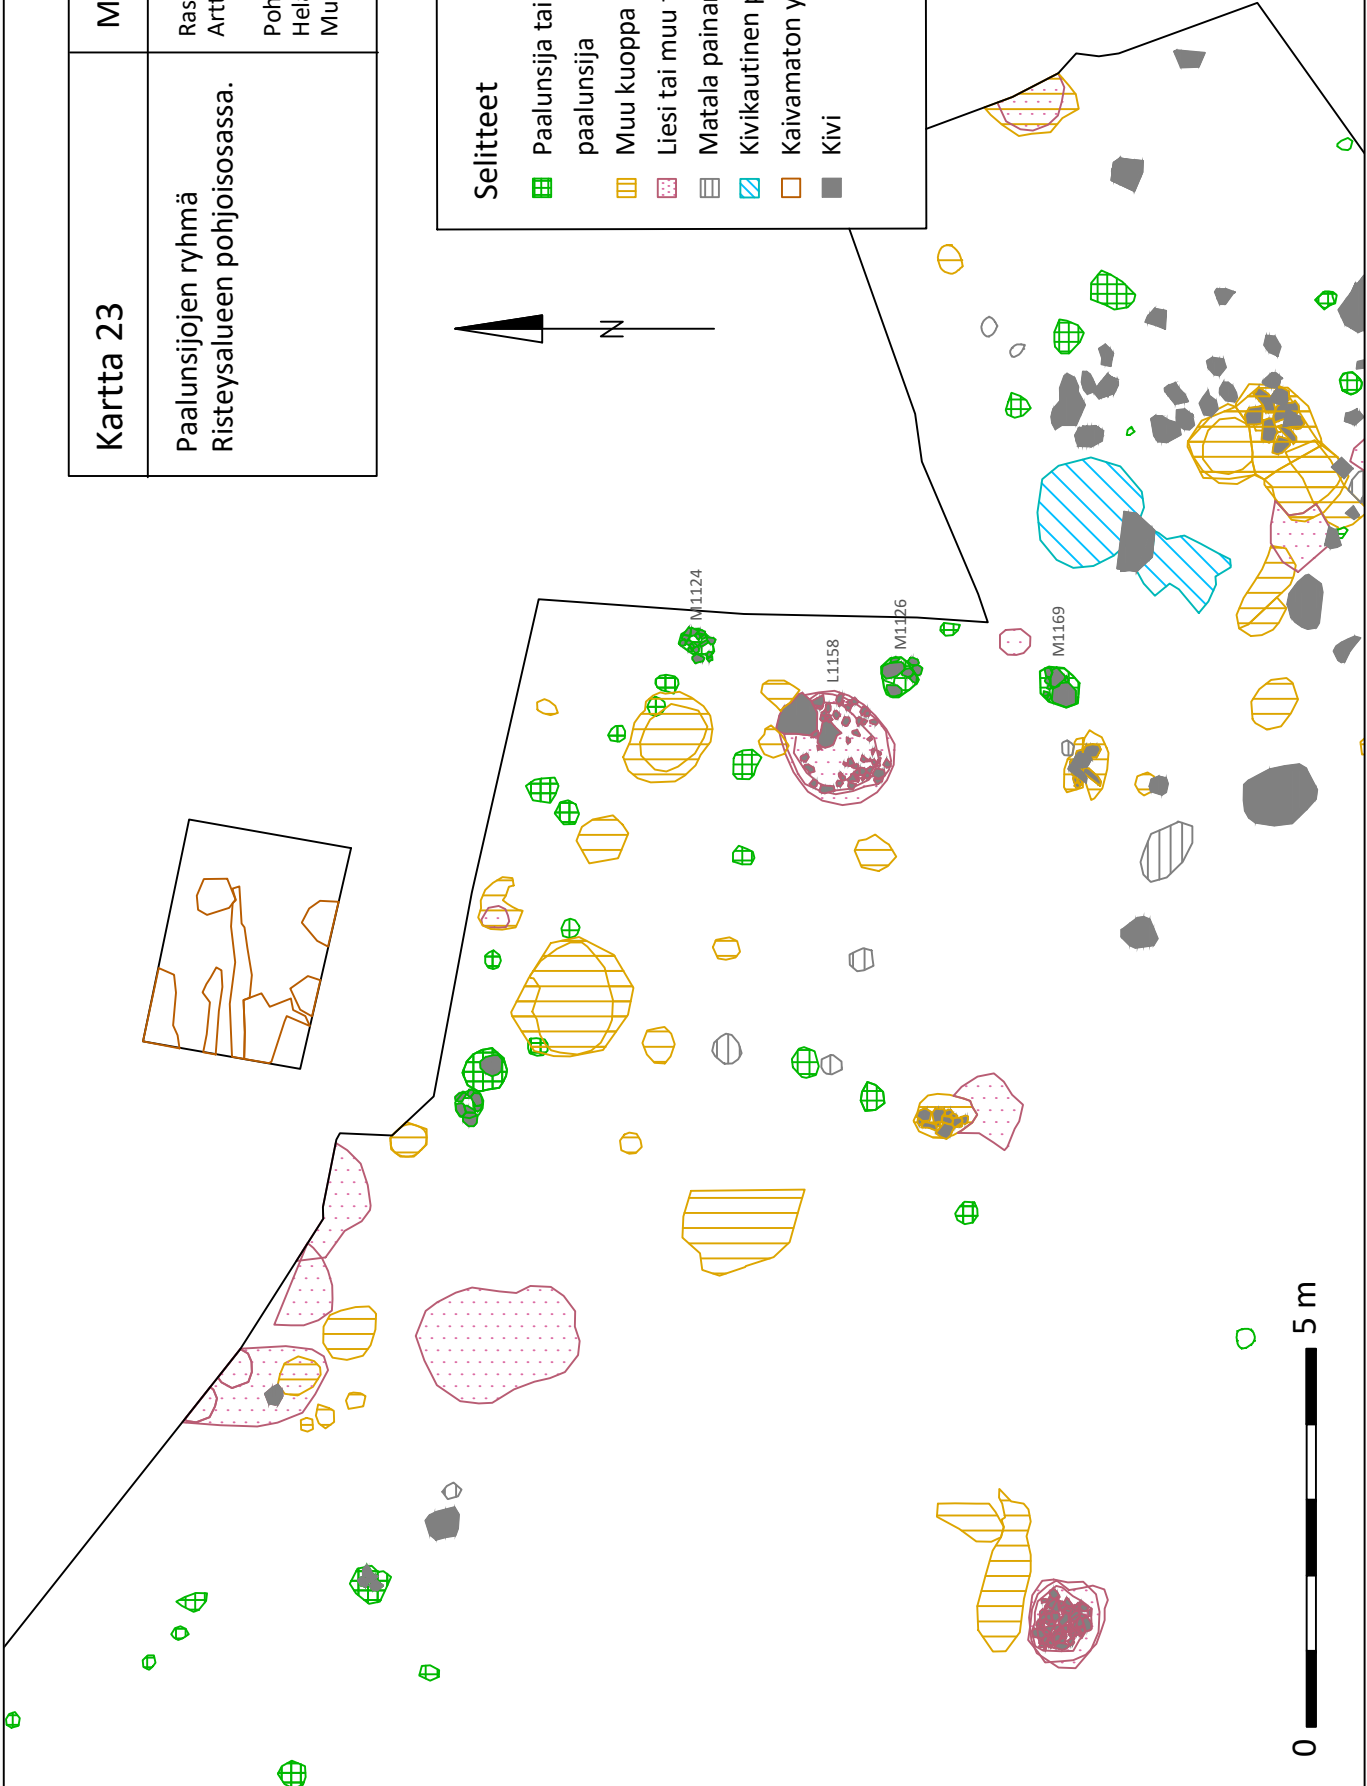 Kartta 23
Paalunsijojen ryhmä
Risteysalueen pohjoisosassa.
Selitteet
Paalunsija tai
paalunsija
Muu kuoppa
Liesi tai muu
Matala
Kivikautinen
Kaivamaton
Kivi
N
M1124
L1158
M1126
M1169
0
5 m